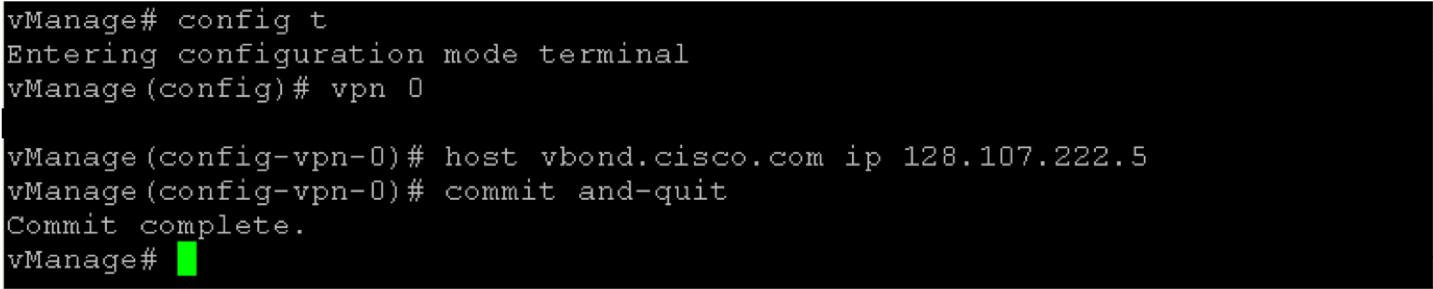 vManage# config t
Entering configuration mode terminal
vManage(config)# vpn 0
vManage(config-vpn-0)# host vbond.cisco.com ip 128.107.222.5
vManage(config-vpn-0)# commit and-quit
Commit complete.
vManage#